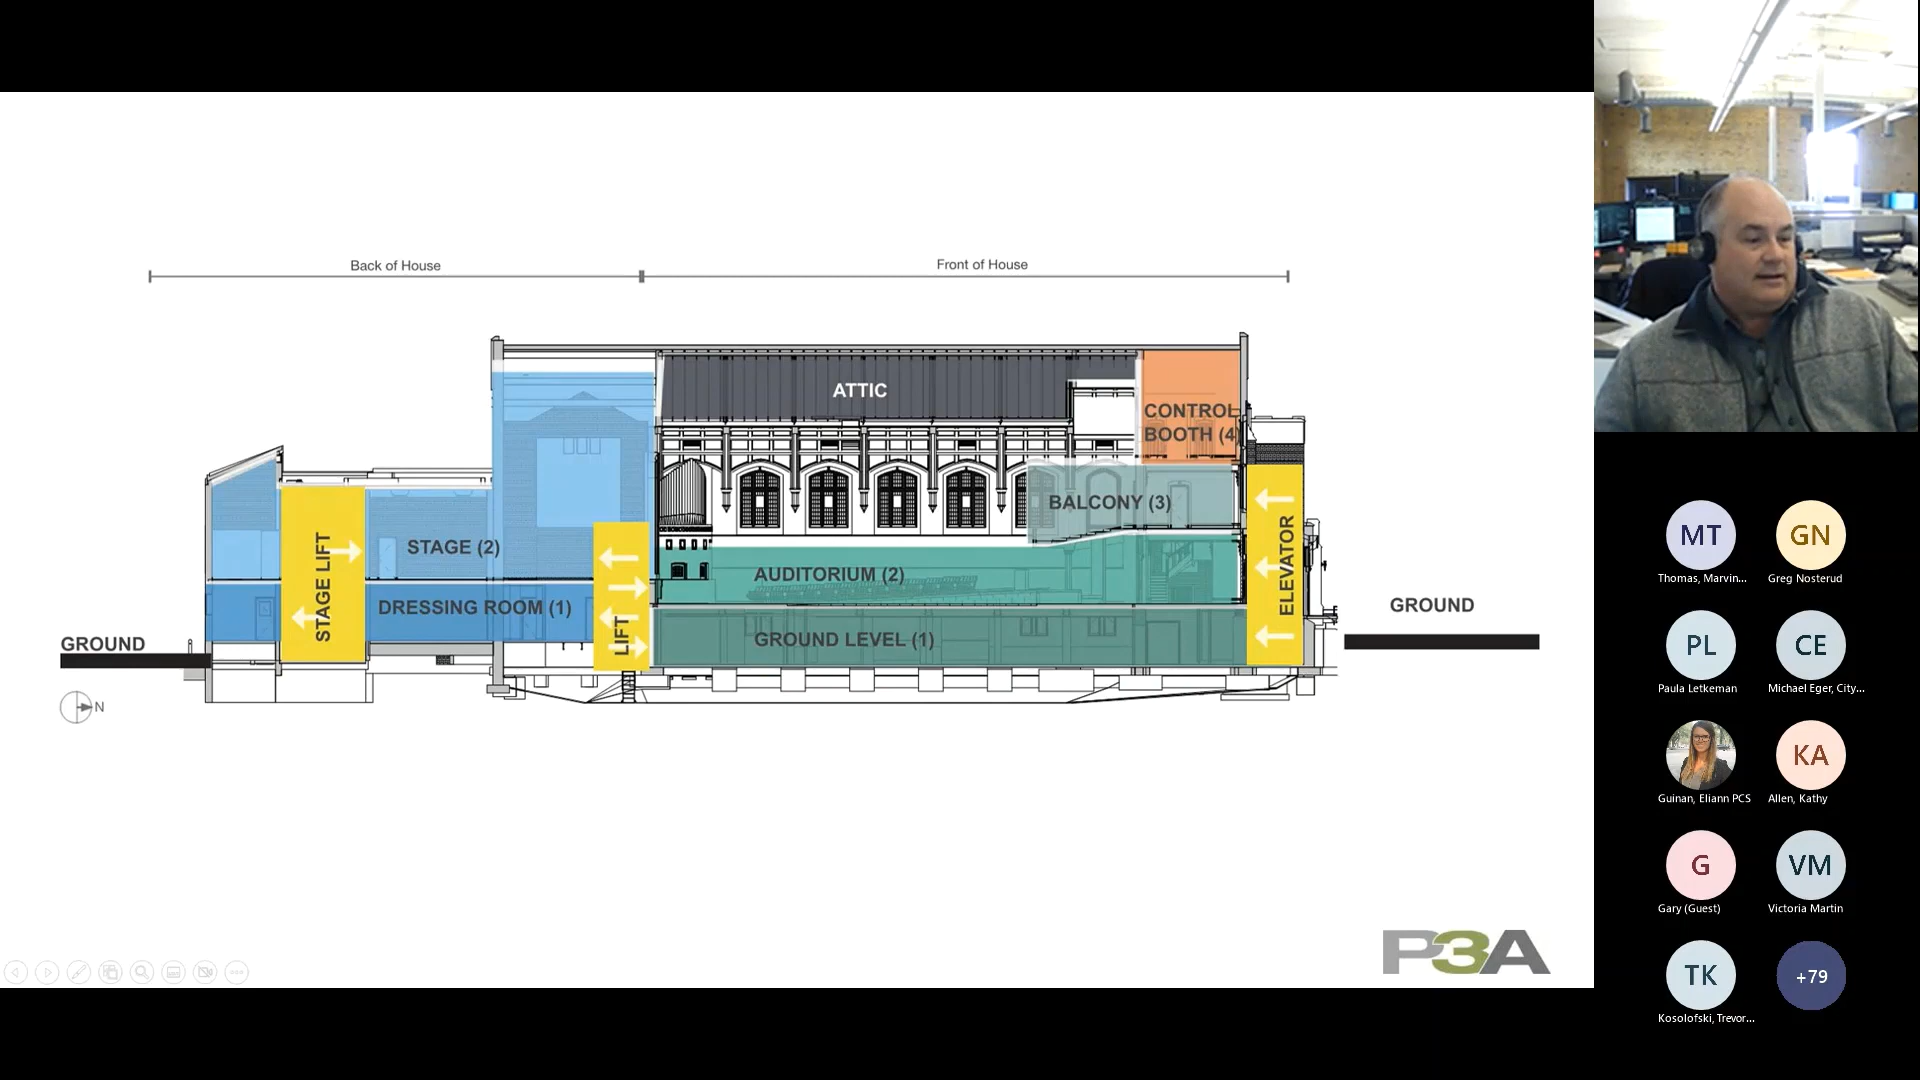 Back of House
Front of House
ATTIC
CONTROL
BOOTH (4)
BALCONY (3)
STAGE LIFT
STAGE (2)
LIFT
AUDITORIUM (2)
ELEVATOR
DRESSING ROOM (1)
GROUND LEVEL (1)
GROUND
GROUND
N
P3A
MT
Thomas, Marvin...
GN
Greg Nosterud
PL
Paula Letkeman
CE
Michael Eger, City...
Guinan, Eliann PCS
KA
Allen, Kathy
G
Gary (Guest)
VM
Victoria Martin
TK
Kosolofski, Trevor...
+79